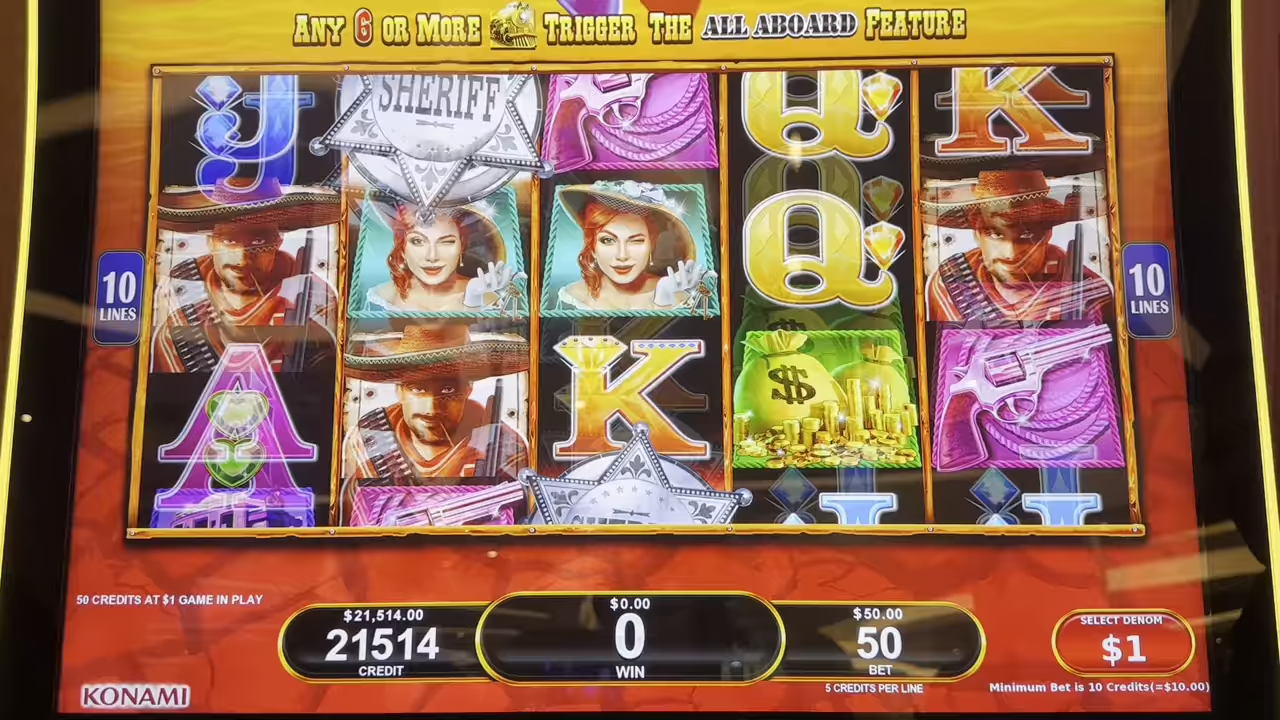 ANY 6 OR MORE TRIGGER THE ALL ABOARD FEATURE
J SHERIFF Q K
Q
10 LINES
10 LINES
A K $
SHERIFF
50 CREDITS AT $1 GAME IN PLAY
$21,514.00
21514
CREDIT
$0.00
0
WIN
$50.00
50
BET
5 CREDITS PER LINE
SELECT DENOM
$1
Minimum Bet is 10 Credits(=$10.00)
KONAMI